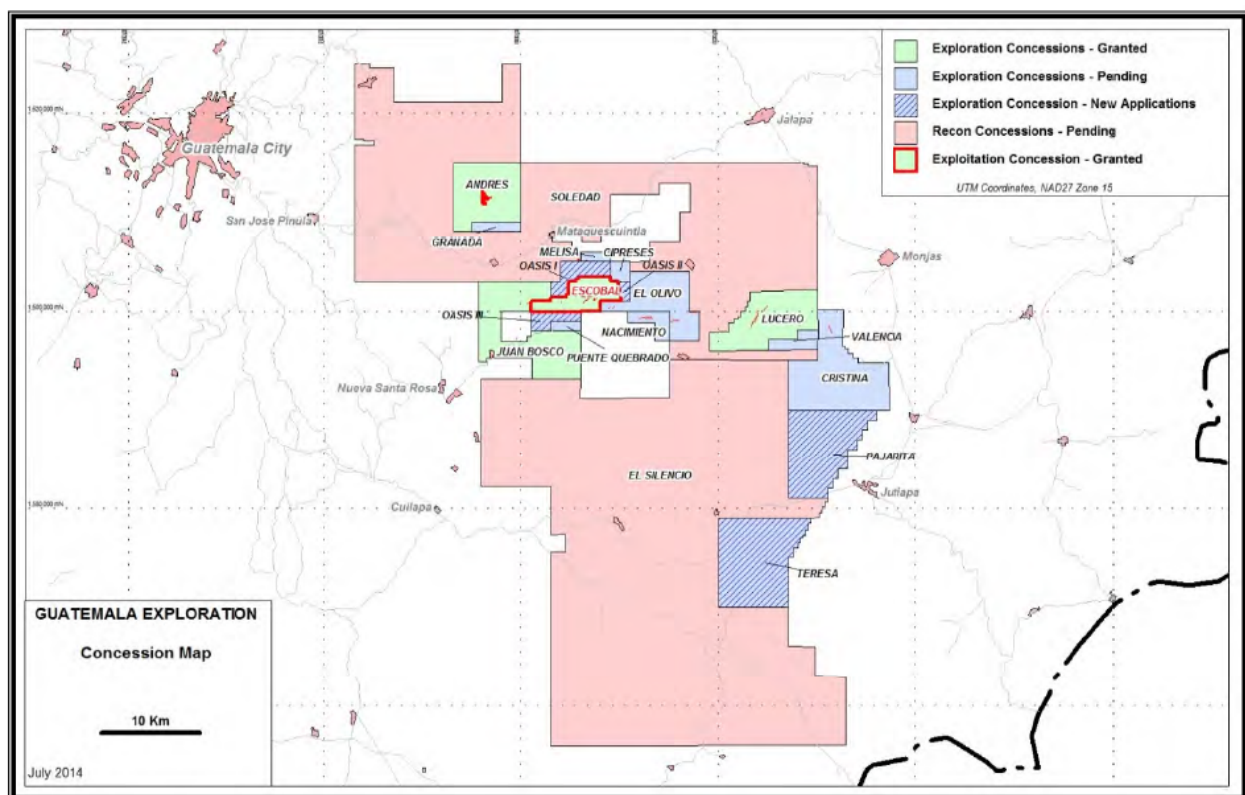 Exploration Concessions - Granted
Exploration Concessions - Pending
Exploration Concession - New Applications
Recon Concessions - Pending
Exploitation Concession - Granted
UTM Coordinates, NAD27 Zone 15
Jalapa
Guatemala City
ANDRES
SOLEDAD
San Jose Pinula
GRANADA
Mataquescuintla
MELISA
CIPRESES
Monjas
OASIS I
OASIS II
ESCOBAL
EL OLIVO
OASIS III
NACIMIENTO
LUCERO
VALENCIA
JUAN BOSCO
PUENTE QUEBRADO
CRISTINA
Nueva Santa Rosa
PAJARITA
EL SILENCIO
Jutiapa
Cuilapa
TERESA
GUATEMALA EXPLORATION
Concession Map
10 Km
July 2014